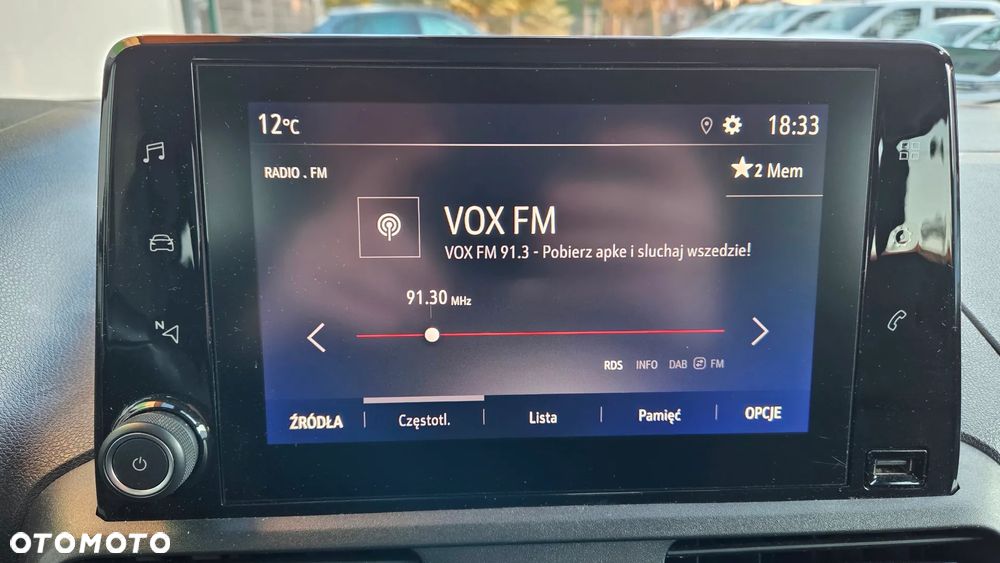 12°C
18:33
RADIO . FM
2 Mem
VOX FM
VOX FM 91.3 - Pobierz apke i sluchaj wszedzie!
91.30 MHz
N
RDS INFO DAB FM
ŹRÓDŁA Częstotl. Lista Pamięć OPCJE
OTOMOTO